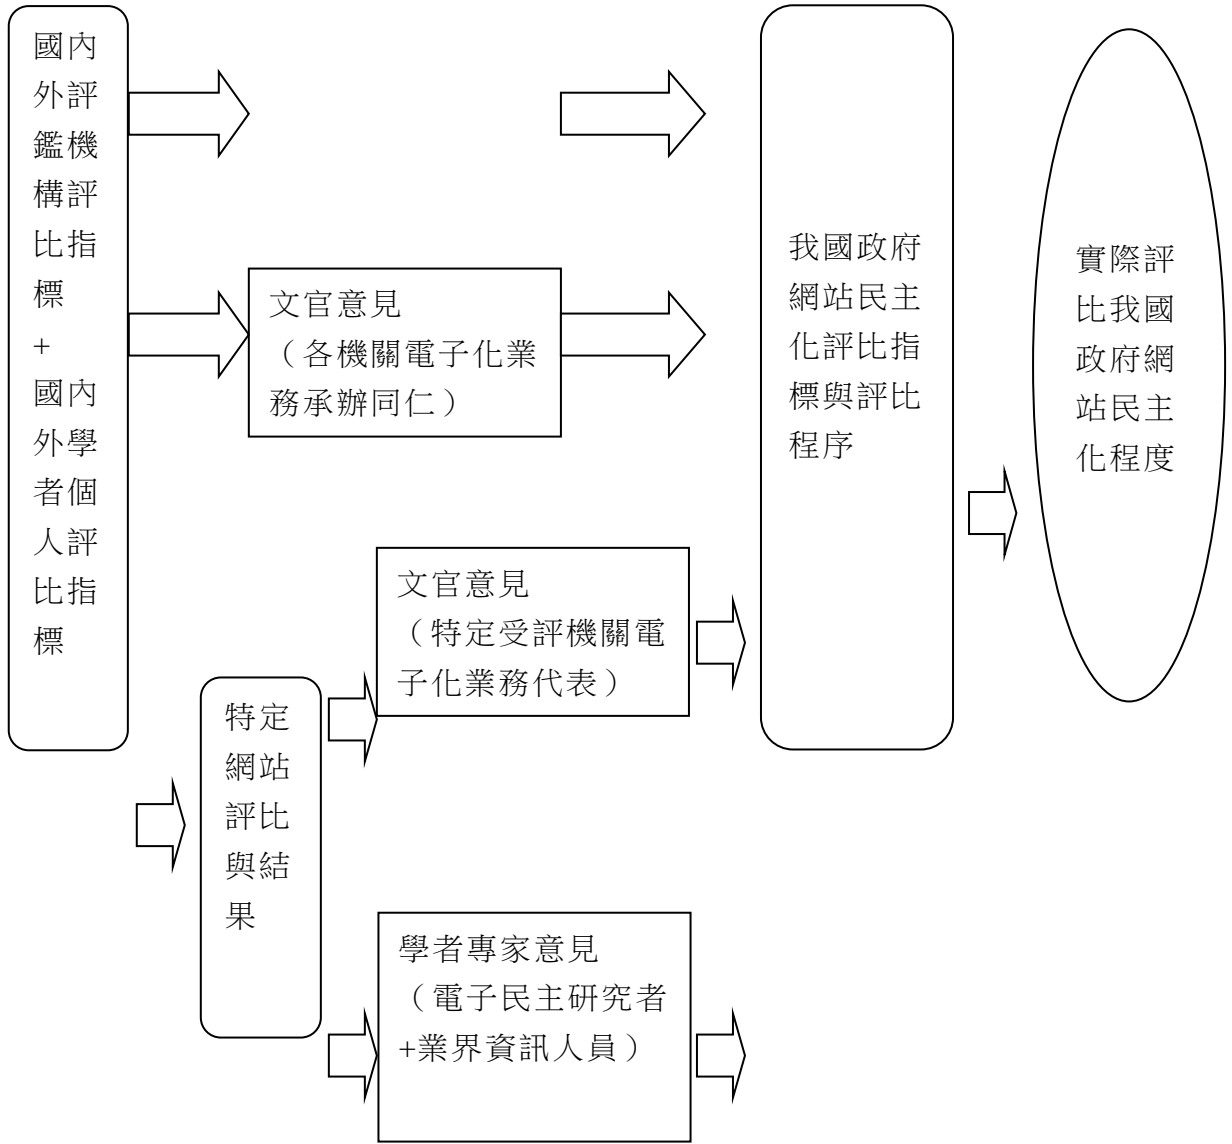 國內
外評
鑑機
構評
比指
標
+
國內
外學
者個
人評
比指
標
文官意見
（各機關電子化業
務承辦同仁）
特定
網站
評比
與結
果
文官意見
（特定受評機關電
子化業務代表）
學者專家意見
（電子民主研究者
+業界資訊人員）
我國政府
網站民主
化評比指
標與評比
程序
實際評
比我國
政府網
站民主
化程度